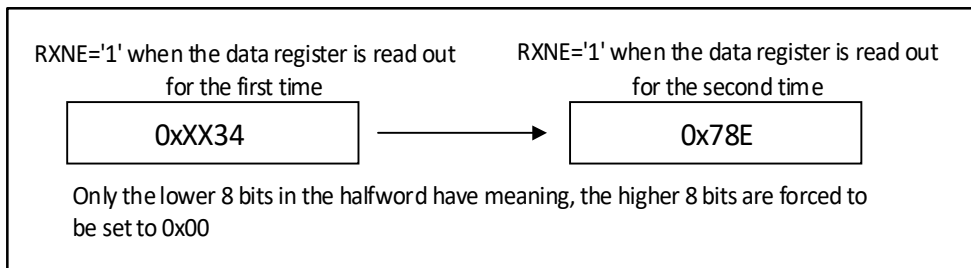 RXNE='1' when the data register is read out
for the first time
RXNE='1' when the data register is read out
for the second time
0xXX34
0x78E
Only the lower 8 bits in the halfword have meaning, the higher 8 bits are forced to
be set to 0x00